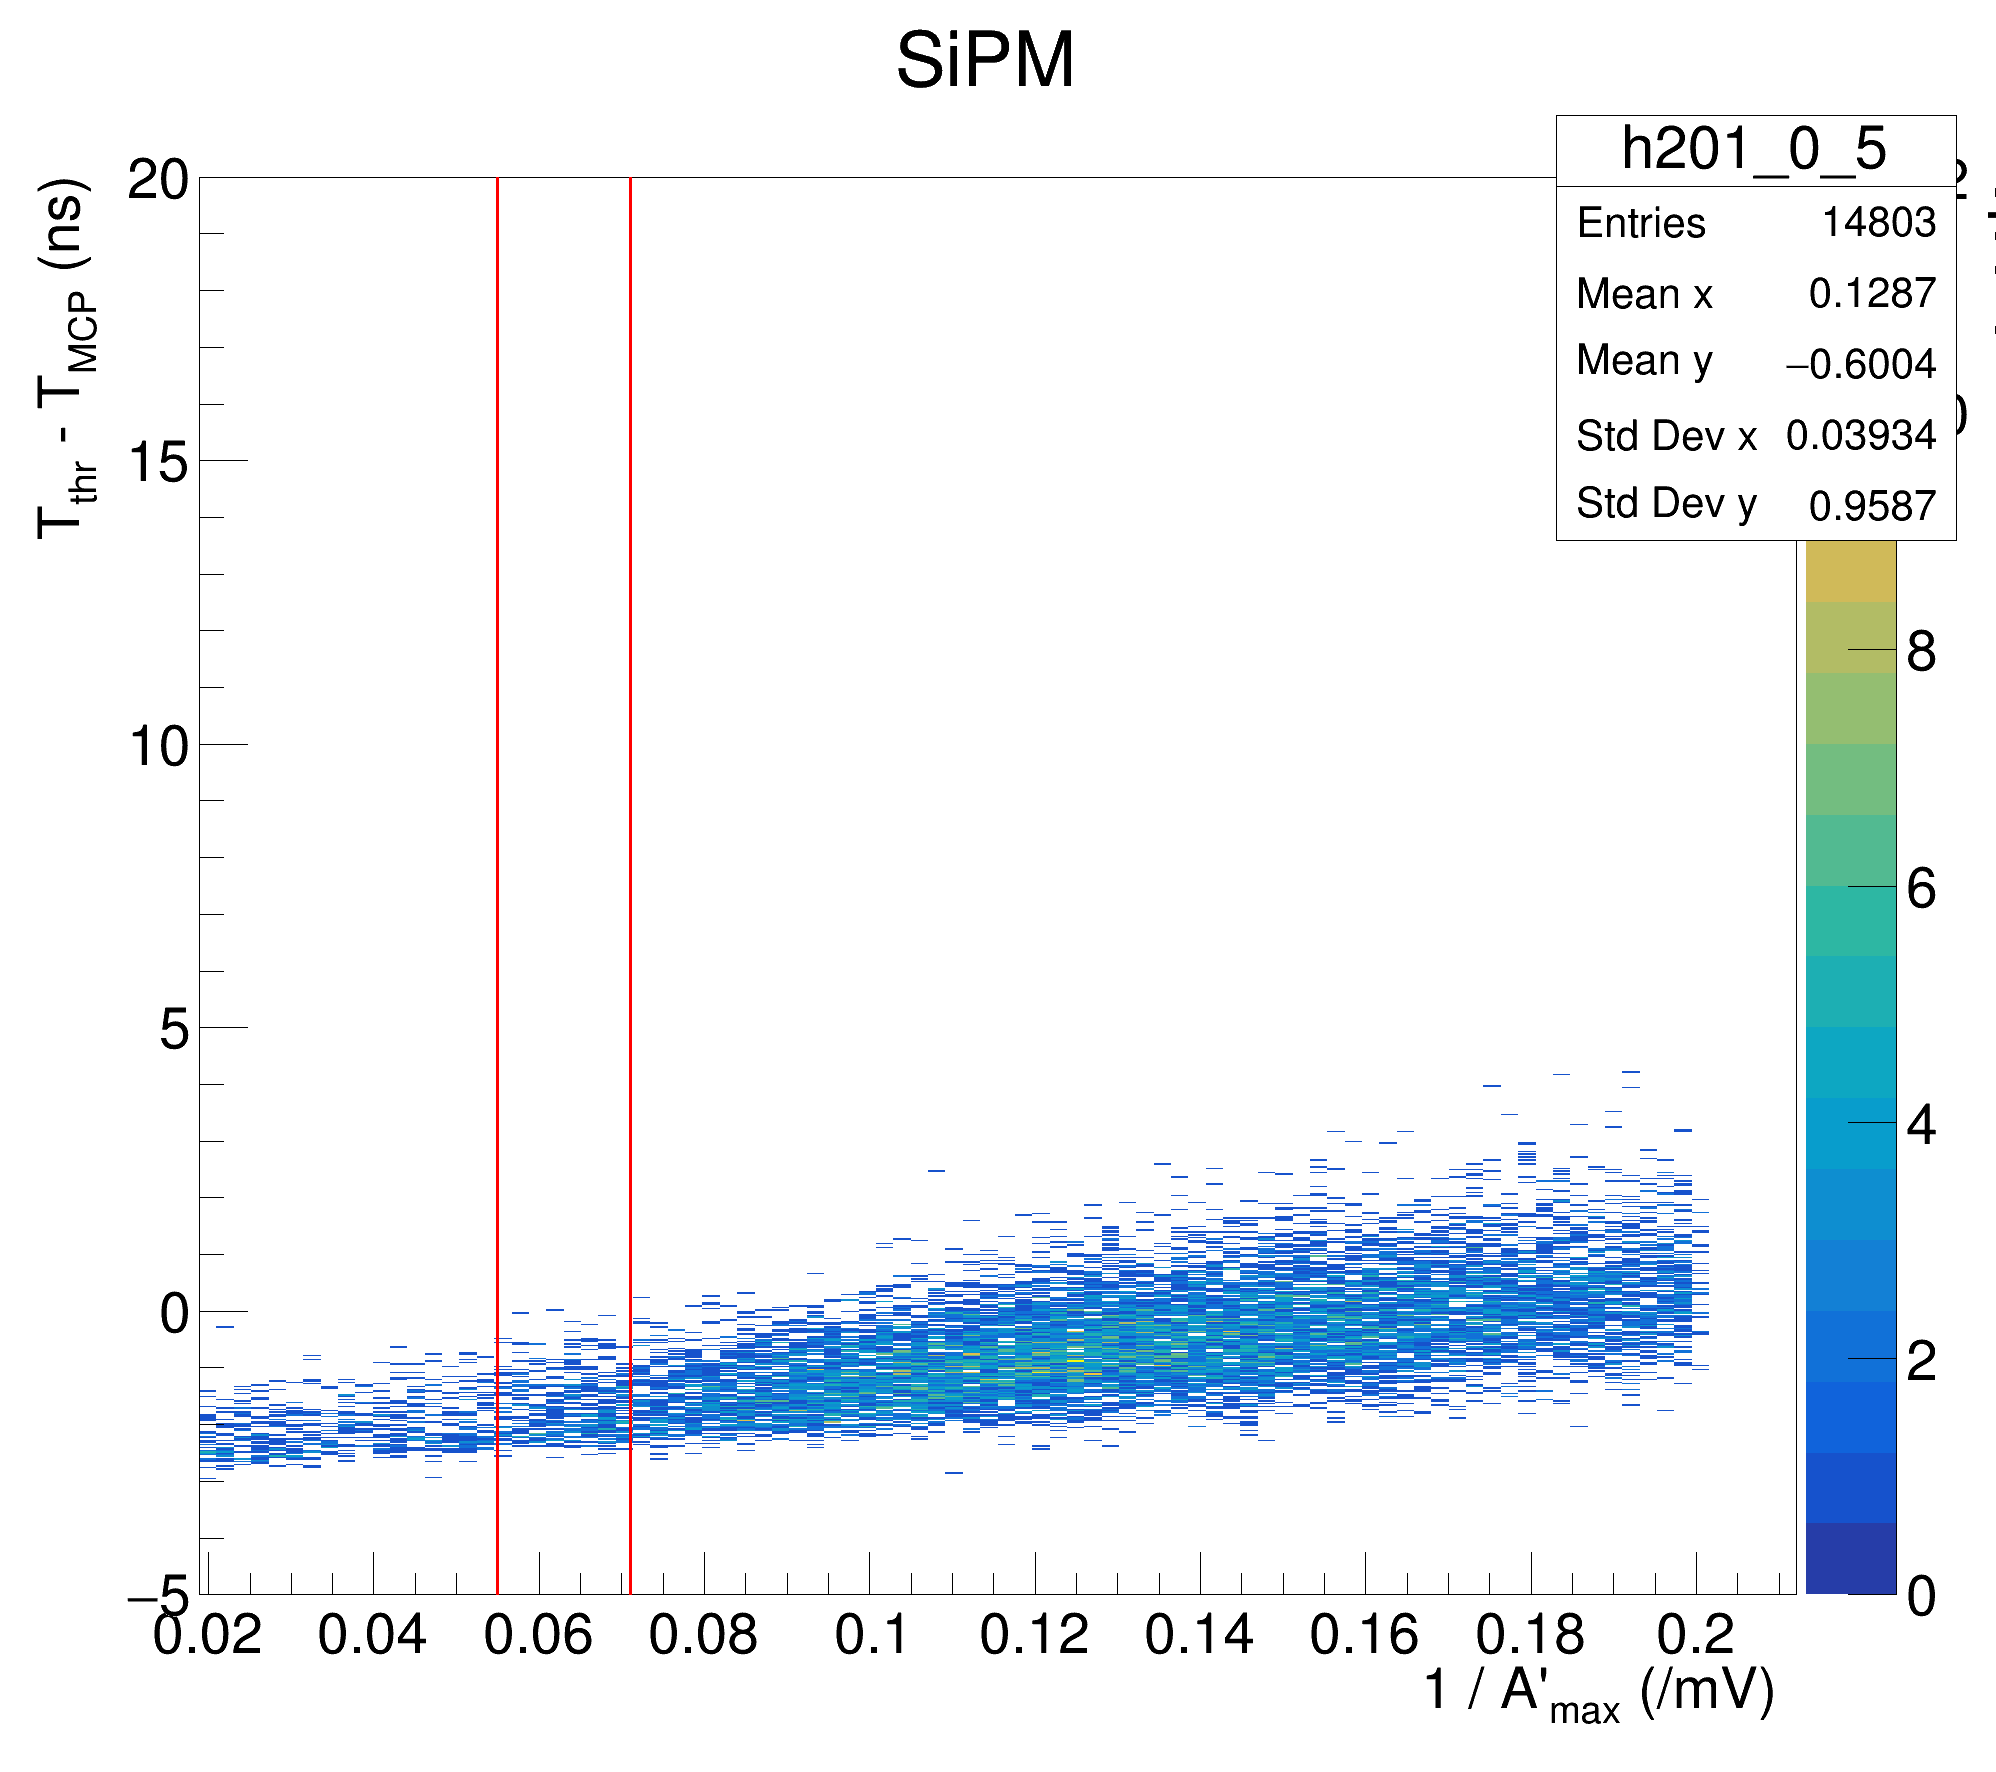 SiPM
h201_0_5
Entries 14803
Mean x 0.1287
Mean y −0.6004
Std Dev x 0.03934
Std Dev y 0.9587
T_thr - T_MCP (ns)
20
15
10
5
0
−5
0.02 0.04 0.06 0.08 0.1 0.12 0.14 0.16 0.18 0.2
1 / A'_max (/mV)
8
6
4
2
0